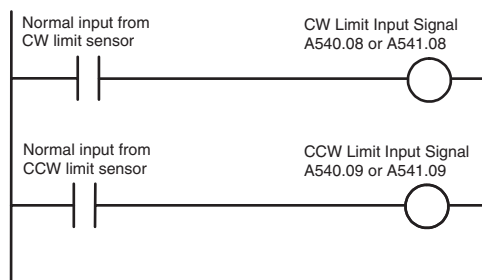 Normal input from
CW limit sensor
CW Limit Input Signal
A540.08 or A541.08
Normal input from
CCW limit sensor
CCW Limit Input Signal
A540.09 or A541.09